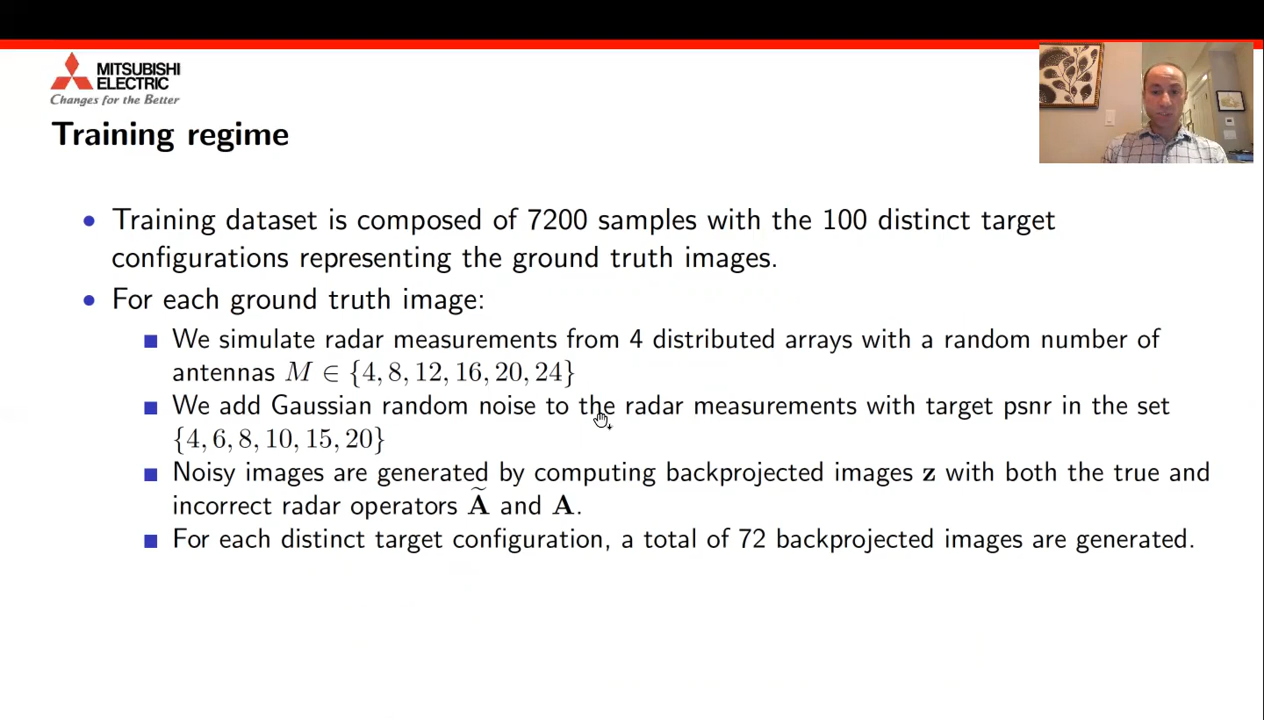 MITSUBISHI
ELECTRIC
Changes for the Better
Training regime
• Training dataset is composed of 7200 samples with the 100 distinct target
configurations representing the ground truth images.
• For each ground truth image:
■ We simulate radar measurements from 4 distributed arrays with a random number of
antennas M ∈ {4, 8, 12, 16, 20, 24}
■ We add Gaussian random noise to the radar measurements with target psnr in the set
{4, 6, 8, 10, 15, 20}
■ Noisy images are generated by computing backprojected images z with both the true and
incorrect radar operators Ã and A.
■ For each distinct target configuration, a total of 72 backprojected images are generated.